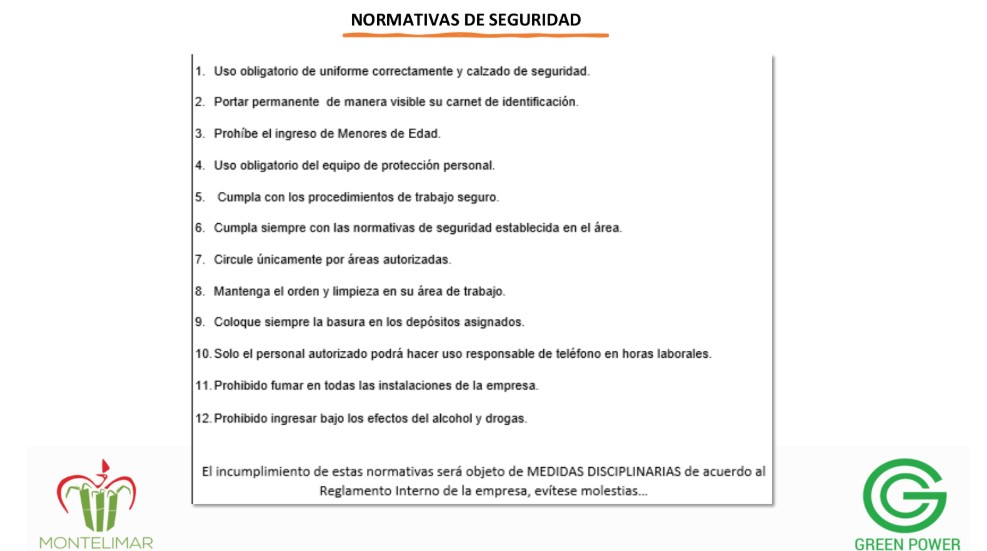 NORMATIVAS DE SEGURIDAD
1. Uso obligatorio de uniforme correctamente y calzado de seguridad.
2. Portar permanente de manera visible su carnet de identificación.
3. Prohíbe el ingreso de Menores de Edad.
4. Uso obligatorio del equipo de protección personal.
5. Cumpla con los procedimientos de trabajo seguro.
6. Cumpla siempre con las normativas de seguridad establecida en el área.
7. Circule únicamente por áreas autorizadas.
8. Mantenga el orden y limpieza en su área de trabajo.
9. Coloque siempre la basura en los depósitos asignados.
10. Solo el personal autorizado podrá hacer uso responsable de teléfono en horas laborales.
11. Prohibido fumar en todas las instalaciones de la empresa.
12. Prohibido ingresar bajo los efectos del alcohol y drogas.
El incumplimiento de estas normativas será objeto de MEDIDAS DISCIPLINARIAS de acuerdo al
Reglamento Interno de la empresa, evítese molestias...
MONTELIMAR
GREEN POWER